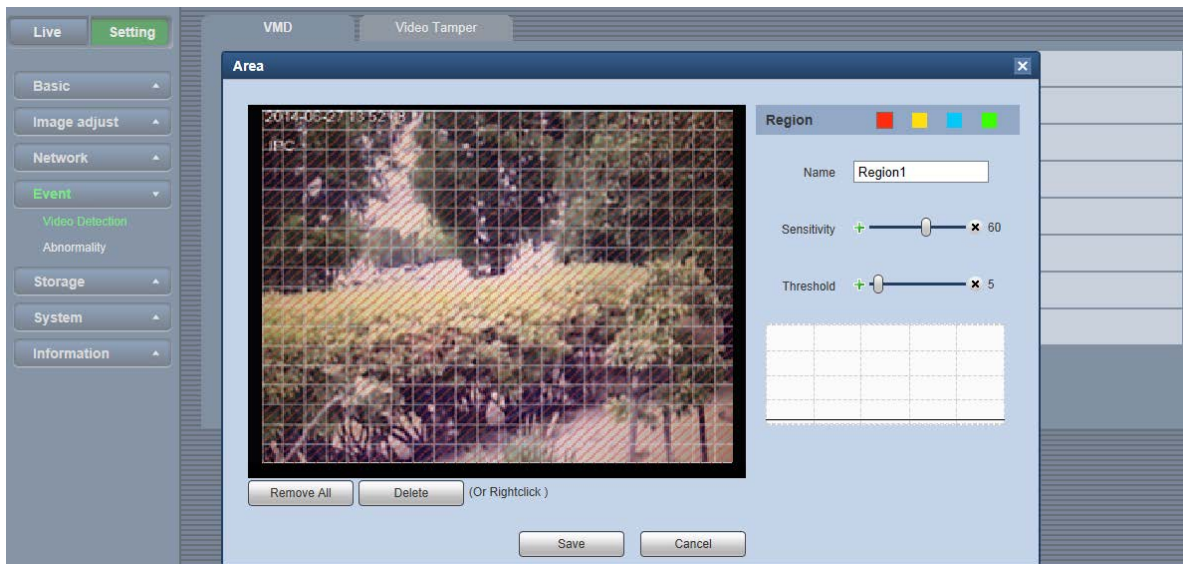 Live
Setting
VMD
Video Tamper
Area
Basic
Image adjust
Network
Event
Video Detection
Abnormality
Storage
System
Information
IPC
Region
Name
Region1
Sensitivity
60
Threshold
5
Remove All
Delete
(Or Rightclick )
Save
Cancel